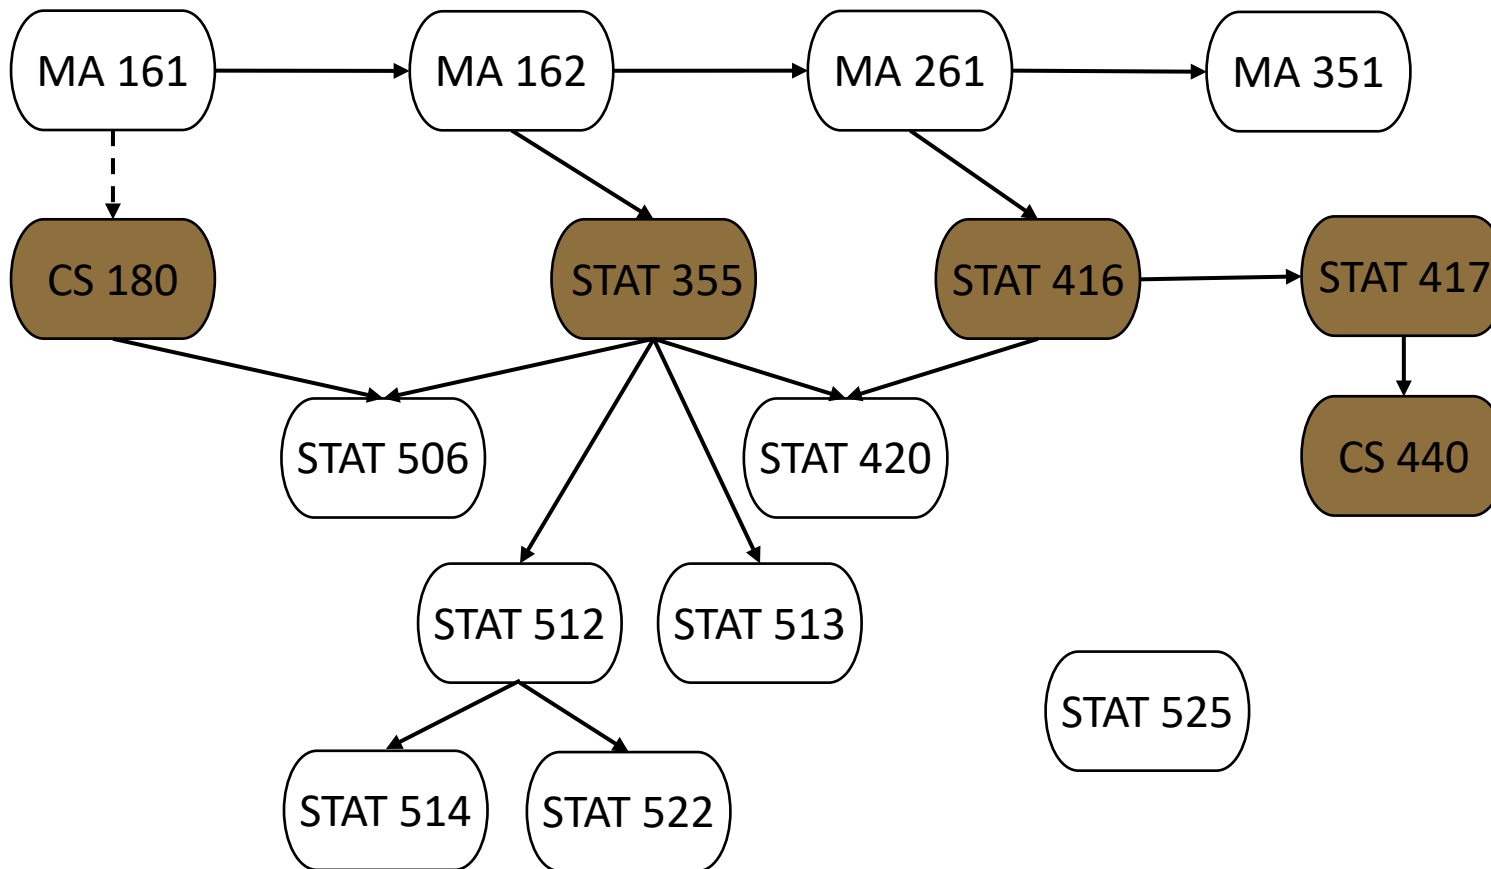 MA 161
MA 162
MA 261
MA 351
CS 180
STAT 355
STAT 416
STAT 417
STAT 506
STAT 420
CS 440
STAT 512
STAT 513
STAT 525
STAT 514
STAT 522